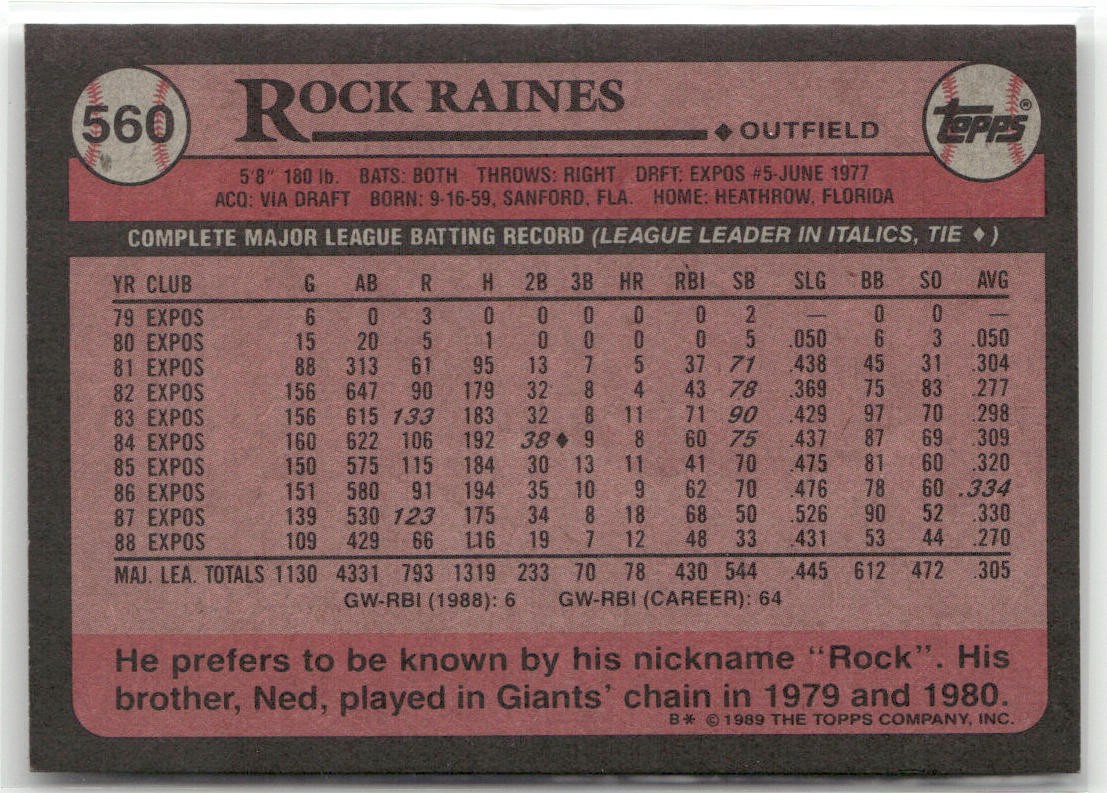 560 ROCK RAINES ♦ OUTFIELD TOPPS®
5'8" 180 lb. BATS: BOTH THROWS: RIGHT DRFT: EXPOS #5-JUNE 1977
ACQ: VIA DRAFT BORN: 9-16-59, SANFORD, FLA. HOME: HEATHROW, FLORIDA
COMPLETE MAJOR LEAGUE BATTING RECORD (LEAGUE LEADER IN ITALICS, TIE ♦)
YR CLUB G AB R H 2B 3B HR RBI SB SLG BB SO AVG
79 EXPOS 6 0 3 0 0 0 0 0 2 — 0 0 —
80 EXPOS 15 20 5 1 0 0 0 0 5 .050 6 3 .050
81 EXPOS 88 313 61 95 13 7 5 37 71 .438 45 31 .304
82 EXPOS 156 647 90 179 32 8 4 43 78 .369 75 83 .277
83 EXPOS 156 615 133 183 32 8 11 71 90 .429 97 70 .298
84 EXPOS 160 622 106 192 38♦ 9 8 60 75 .437 87 69 .309
85 EXPOS 150 575 115 184 30 13 11 41 70 .475 81 60 .320
86 EXPOS 151 580 91 194 35 10 9 62 70 .476 78 60 .334
87 EXPOS 139 530 123 175 34 8 18 68 50 .526 90 52 .330
88 EXPOS 109 429 66 116 19 7 12 48 33 .431 53 44 .270
MAJ. LEA. TOTALS 1130 4331 793 1319 233 70 78 430 544 .445 612 472 .305
GW-RBI (1988): 6 GW-RBI (CAREER): 64
He prefers to be known by his nickname "Rock". His
brother, Ned, played in Giants' chain in 1979 and 1980.
B* © 1989 THE TOPPS COMPANY, INC.